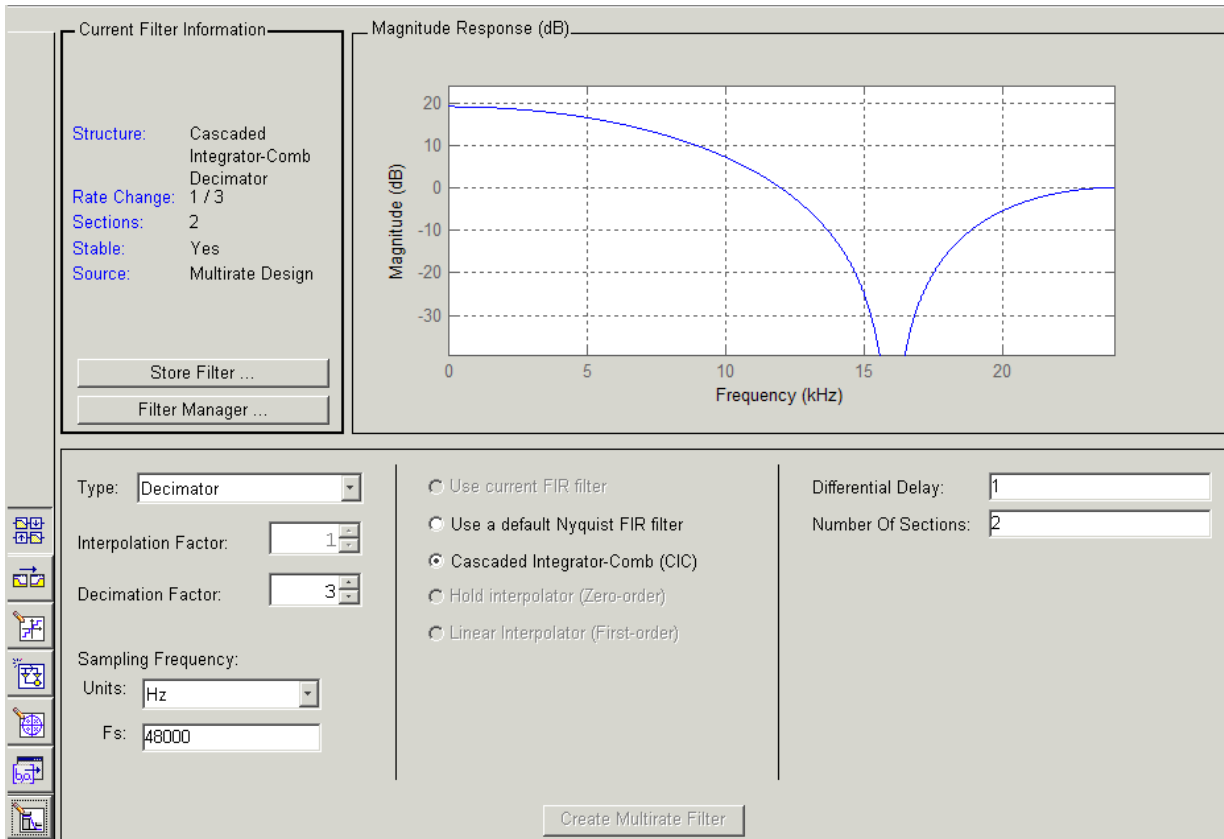 Current Filter Information
Structure: Cascaded
Integrator-Comb
Decimator
Rate Change: 1 / 3
Sections: 2
Stable: Yes
Source: Multirate Design
Store Filter ...
Filter Manager ...
Magnitude Response (dB)
20
10
0
-10
-20
-30
Magnitude (dB)
0 5 10 15 20
Frequency (kHz)
Type: Decimator
Interpolation Factor: 1
Decimation Factor: 3
Sampling Frequency:
Units: Hz
Fs: 48000
Use current FIR filter
Use a default Nyquist FIR filter
Cascaded Integrator-Comb (CIC)
Hold interpolator (Zero-order)
Linear Interpolator (First-order)
Differential Delay: 1
Number Of Sections: 2
Create Multirate Filter
[b,a]